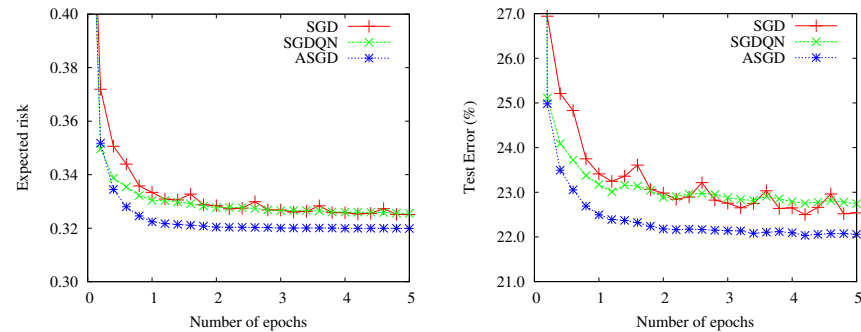 0.40
0.38
0.36
0.34
0.32
0.30
0 1 2 3 4 5
Expected risk
Number of epochs
SGD
SGDQN
ASGD
27.0
26.0
25.0
24.0
23.0
22.0
21.0
0 1 2 3 4 5
Test Error (%)
Number of epochs
SGD
SGDQN
ASGD